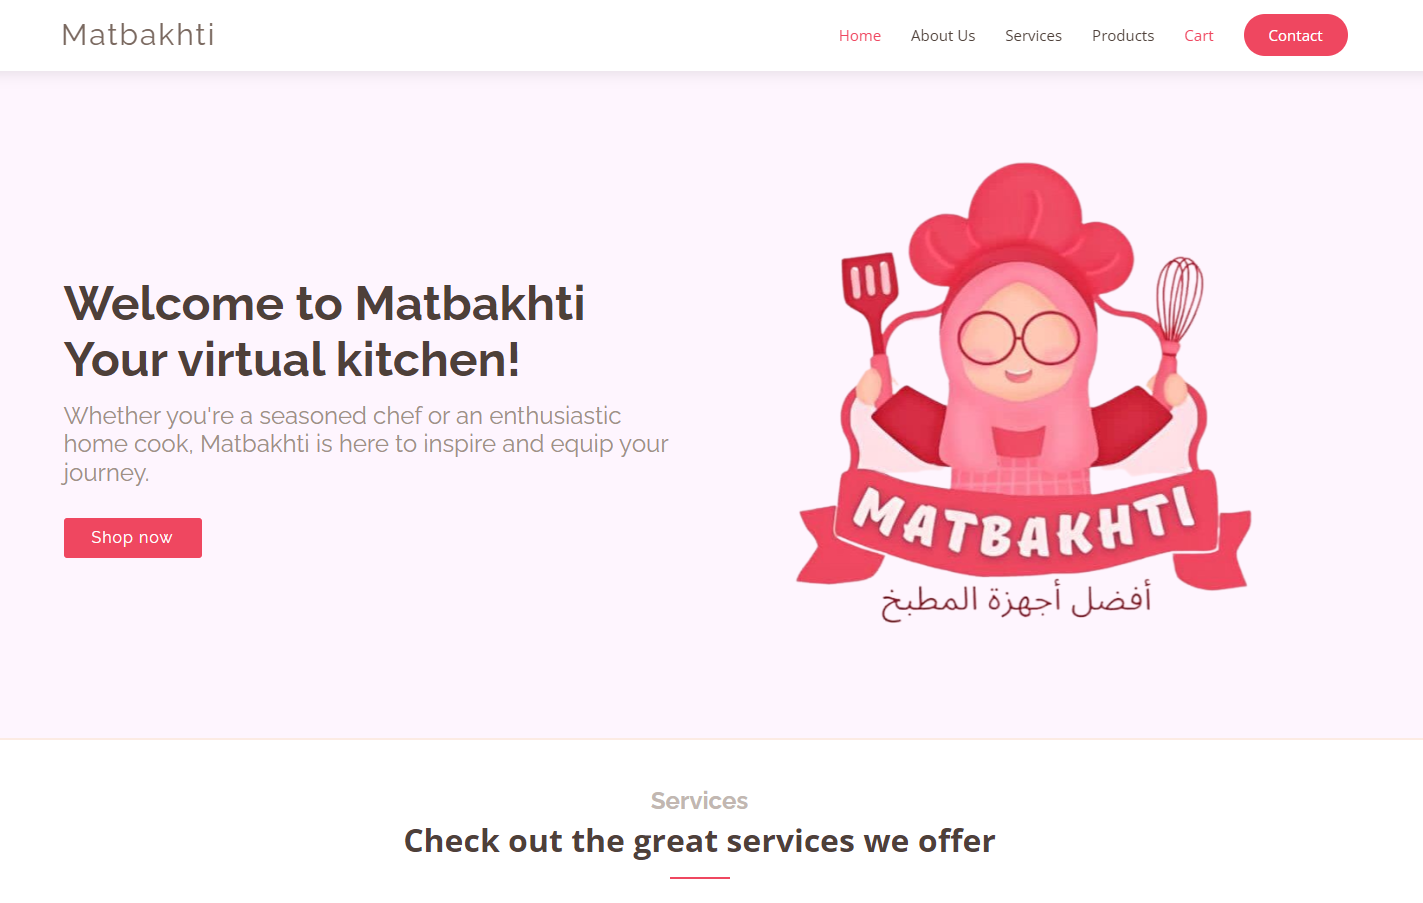 Matbakhti
Home
About Us
Services
Products
Cart
Contact
Welcome to Matbakhti
Your virtual kitchen!
Whether you're a seasoned chef or an enthusiastic
home cook, Matbakhti is here to inspire and equip your
journey.
Shop now
MATBAKHTI
أفضل أجهزة المطبخ
Services
Check out the great services we offer